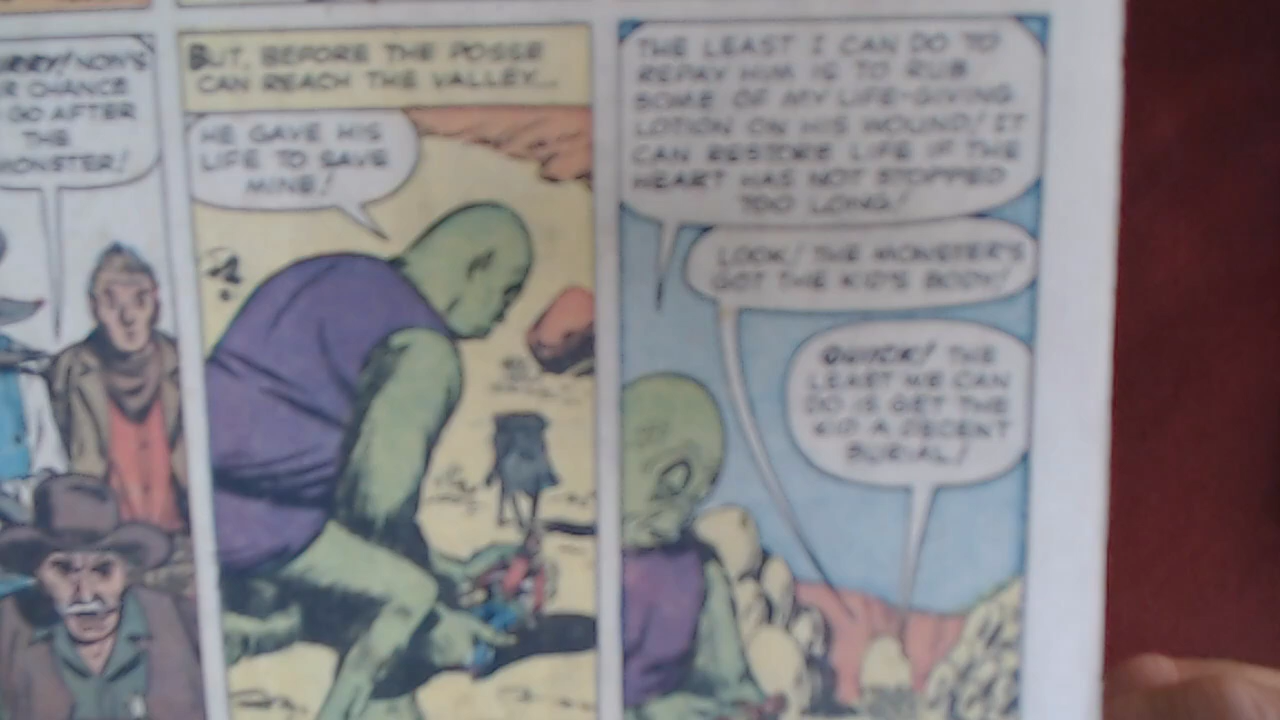 HURRY! NOW'S
CHANCE
GO AFTER
THE
MONSTER!
BUT, BEFORE THE POSSE
CAN REACH THE VALLEY...
HE GAVE HIS
LIFE TO SAVE
MINE!
THE LEAST I CAN DO TO
REPAY HIM IS TO RUB
SOME OF MY LIFE-GIVING
LOTION ON HIS WOUND! IT
CAN RESTORE LIFE IF THE
HEART HAS NOT STOPPED
TOO LONG!
LOOK! THE MONSTER'S
GOT THE KID'S BODY!
QUICK! THE
LEAST WE CAN
DO IS GET THE
KID A DECENT
BURIAL!